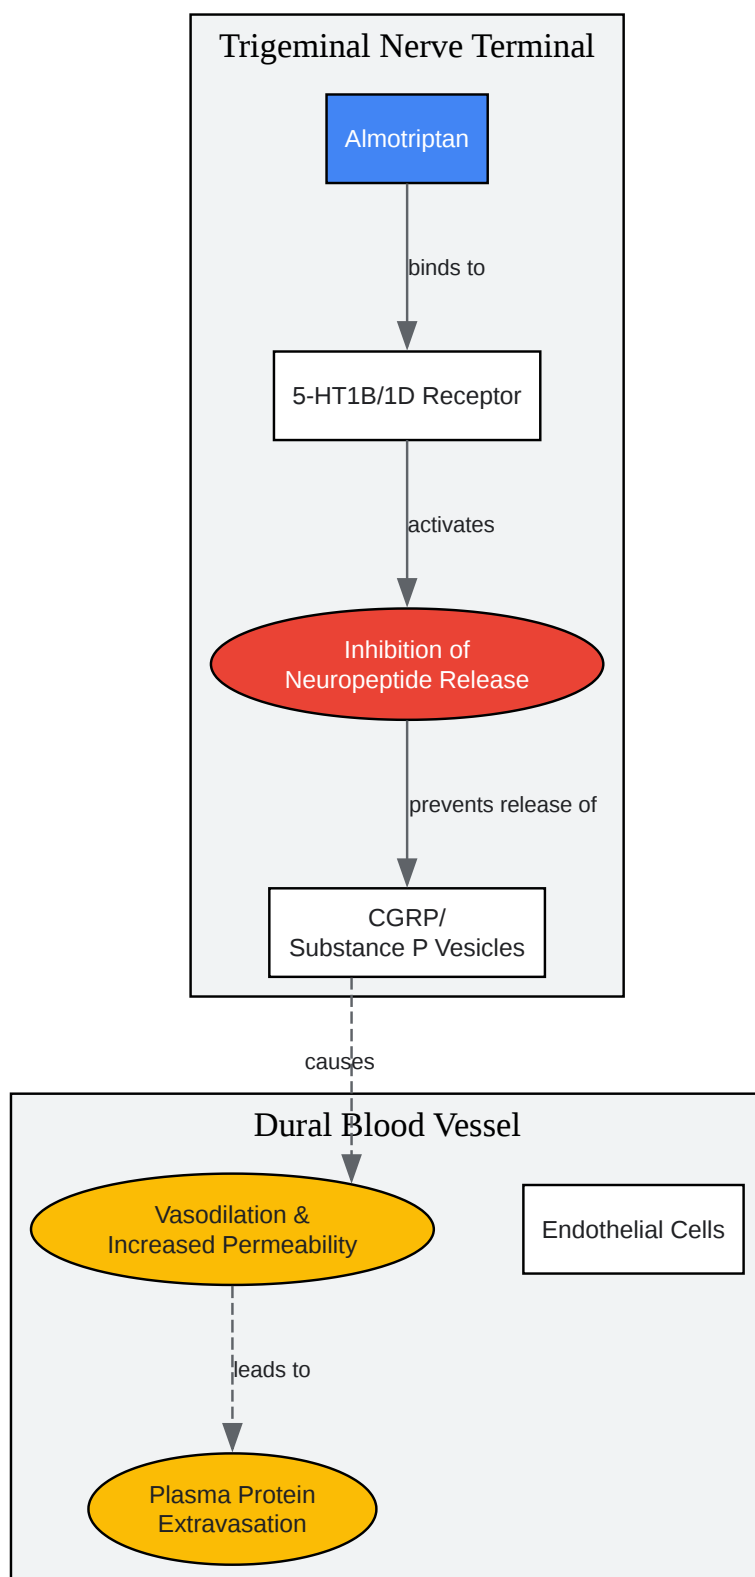 Trigeminal Nerve Terminal
Almotriptan
binds to
5-HT1B/1D Receptor
activates
Inhibition of
Neuropeptide Release
prevents release of
CGRP/
Substance P Vesicles
causes
Dural Blood Vessel
Vasodilation &
Increased Permeability
Endothelial Cells
leads to
Plasma Protein
Extravasation